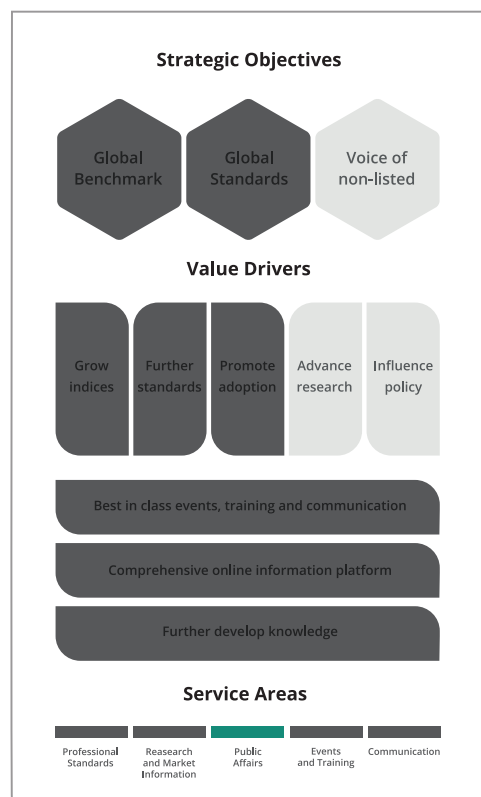 Strategic Objectives
Global
Benchmark
Global
Standards
Voice of
non-listed
Value Drivers
Grow
indices
Further
standards
Promote
adoption
Advance
research
Influence
policy
Best in class events, training and communication
Comprehensive online information platform
Further develop knowledge
Service Areas
Professional
Standards
Reasearch
and Market
Information
Public
Affairs
Events
and Training
Communication